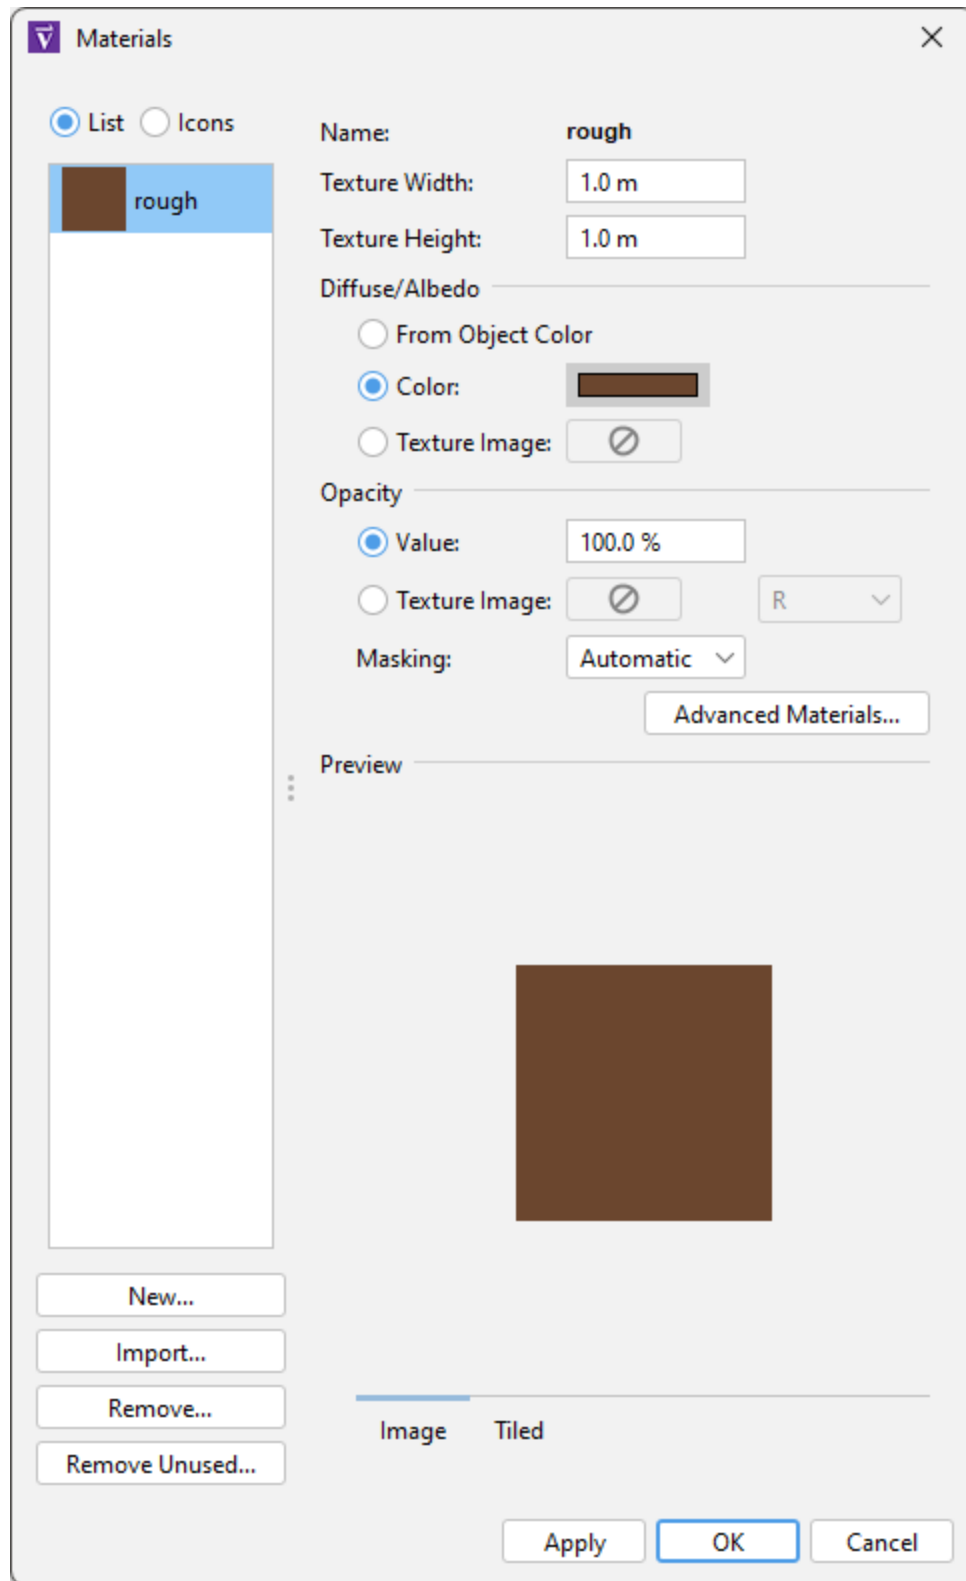 Materials
List Icons
rough
Name: rough
Texture Width: 1.0 m
Texture Height: 1.0 m
Diffuse/Albedo
From Object Color
Color:
Texture Image:
Opacity
Value: 100.0 %
Texture Image: R
Masking: Automatic
Advanced Materials...
Preview
New...
Import...
Remove...
Remove Unused...
Image Tiled
Apply OK Cancel